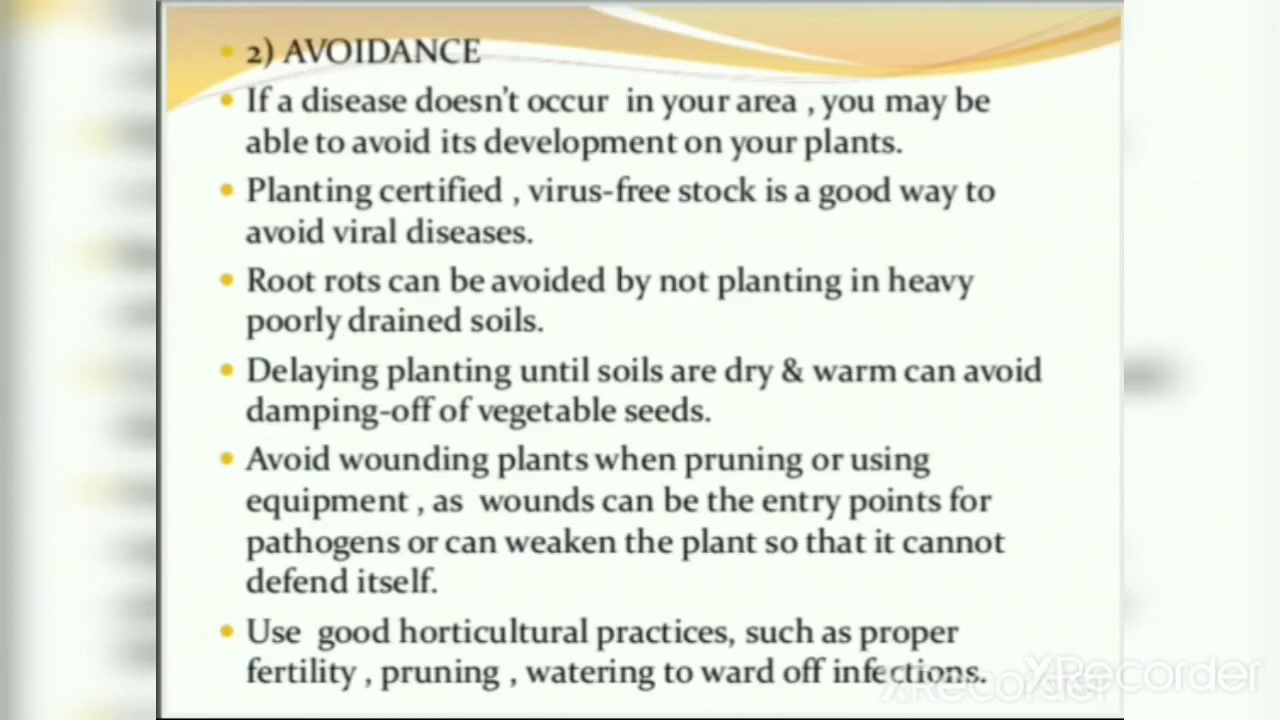 2) AVOIDANCE
If a disease doesn't occur in your area , you may be
able to avoid its development on your plants.
Planting certified , virus-free stock is a good way to
avoid viral diseases.
Root rots can be avoided by not planting in heavy
poorly drained soils.
Delaying planting until soils are dry & warm can avoid
damping-off of vegetable seeds.
Avoid wounding plants when pruning or using
equipment , as wounds can be the entry points for
pathogens or can weaken the plant so that it cannot
defend itself.
Use good horticultural practices, such as proper
fertility , pruning , watering to ward off infections.
XRecorder
XRecorder